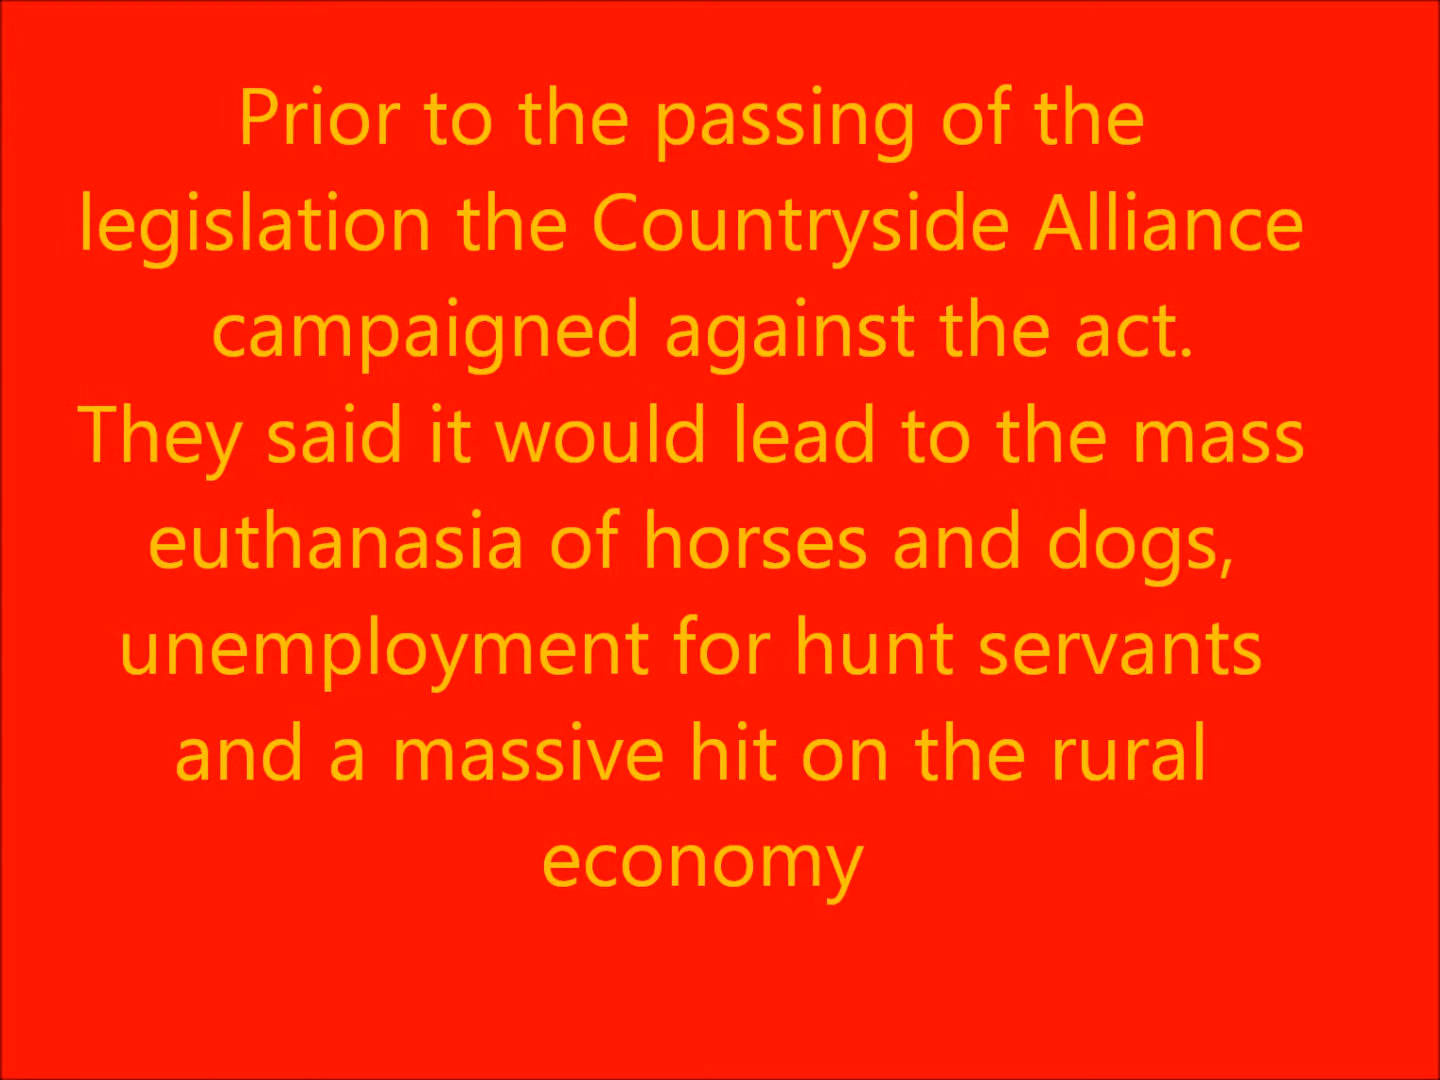 Prior to the passing of the
legislation the Countryside Alliance
campaigned against the act.
They said it would lead to the mass
euthanasia of horses and dogs,
unemployment for hunt servants
and a massive hit on the rural
economy